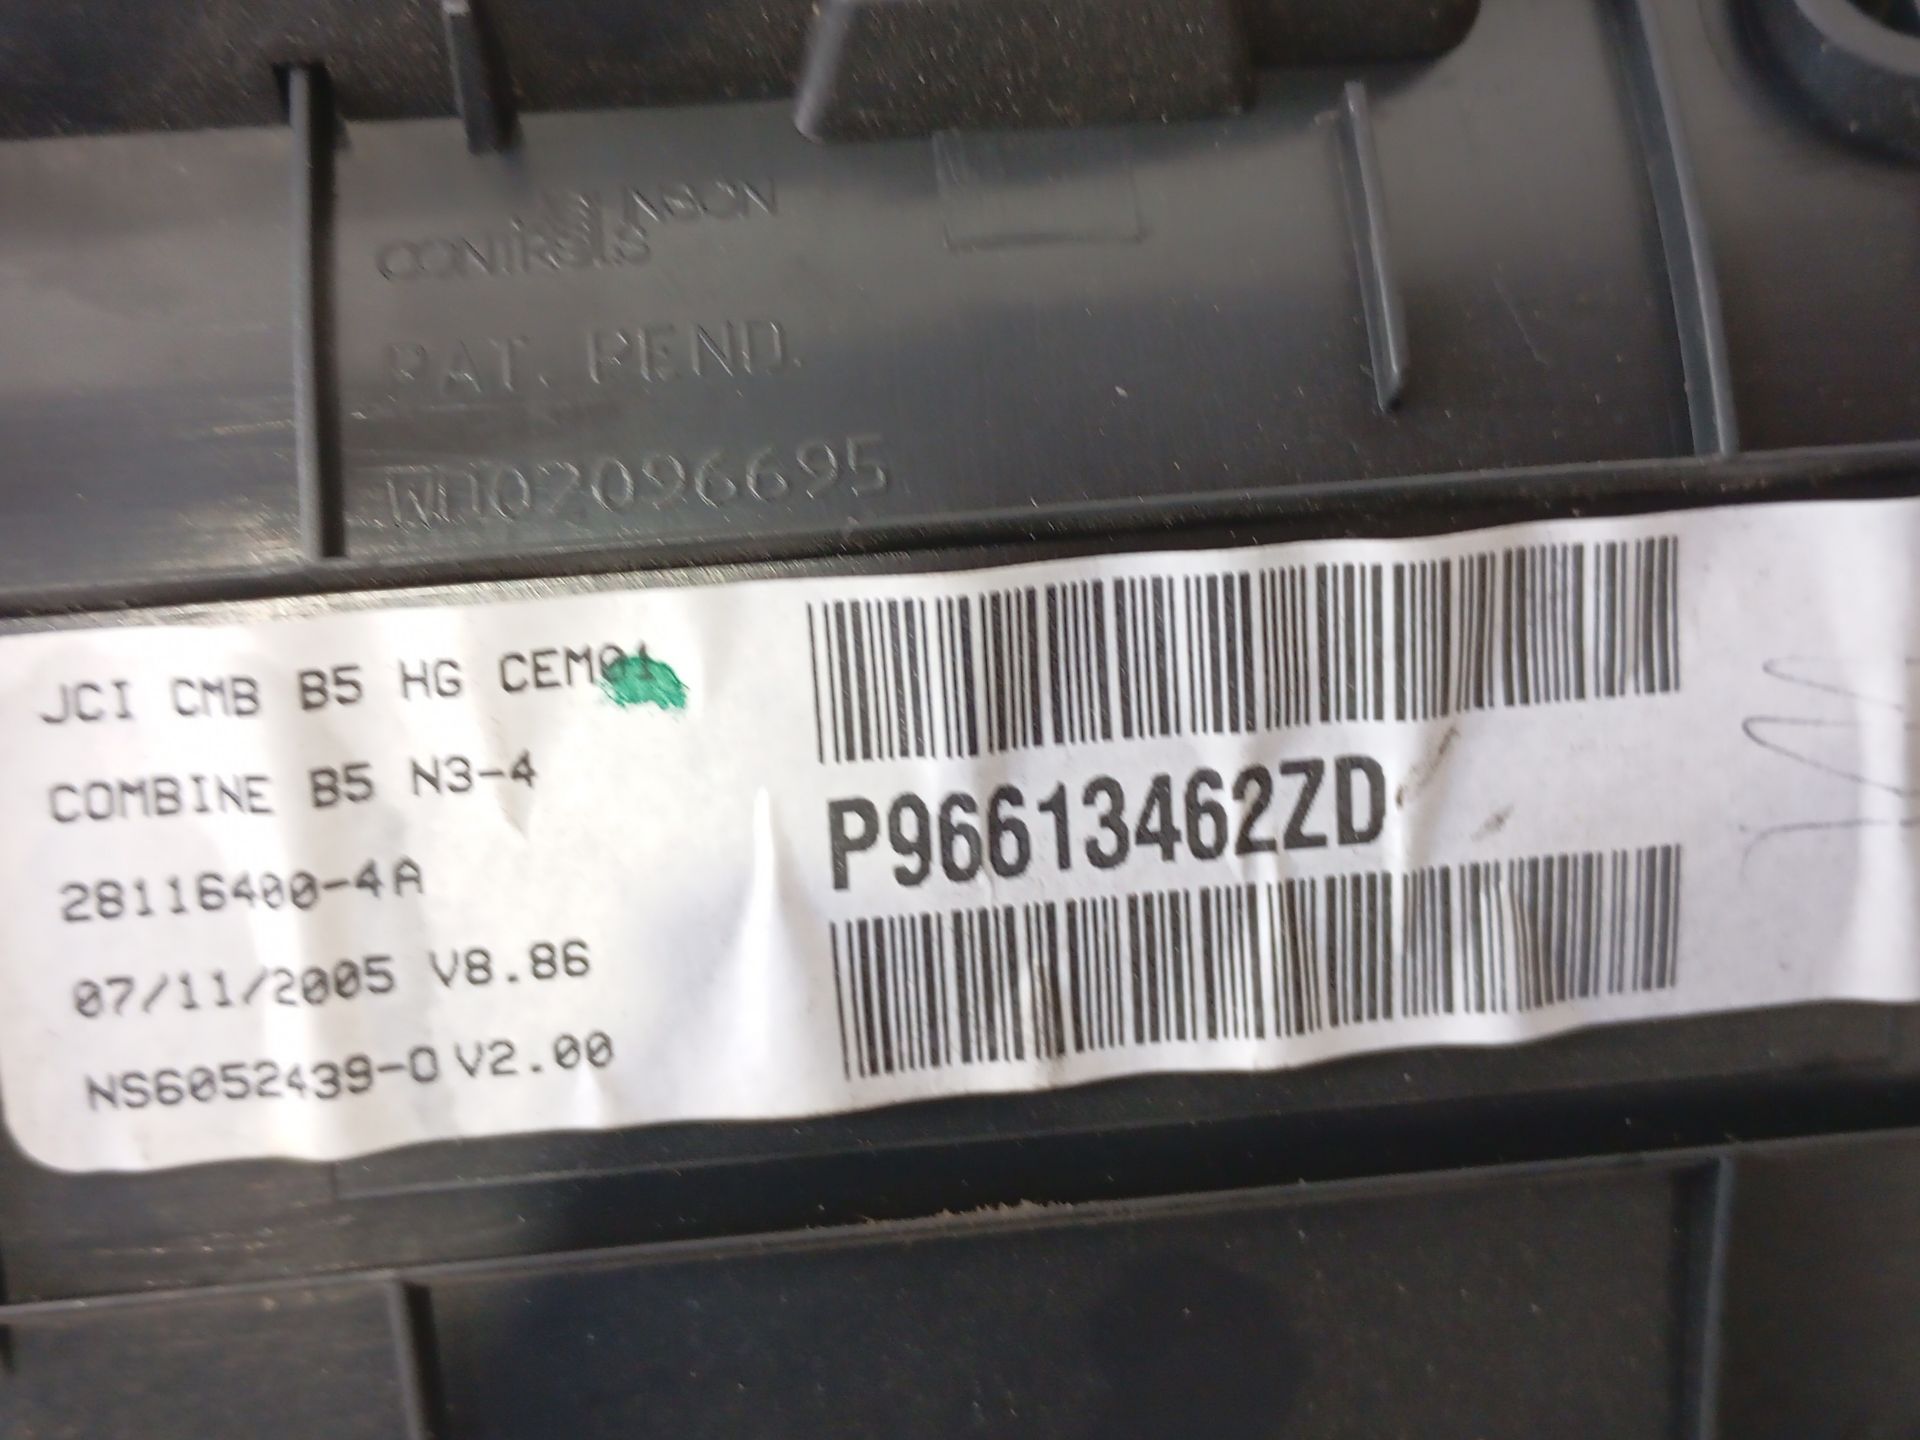 CONTROLS
PAT. PEND.
02096695
JCI CMB B5 HG CEM01
COMBINE B5 N3-4
28116400-4A
07/11/2005 V8.86
NS6052439-0 V2.00
P96613462ZD